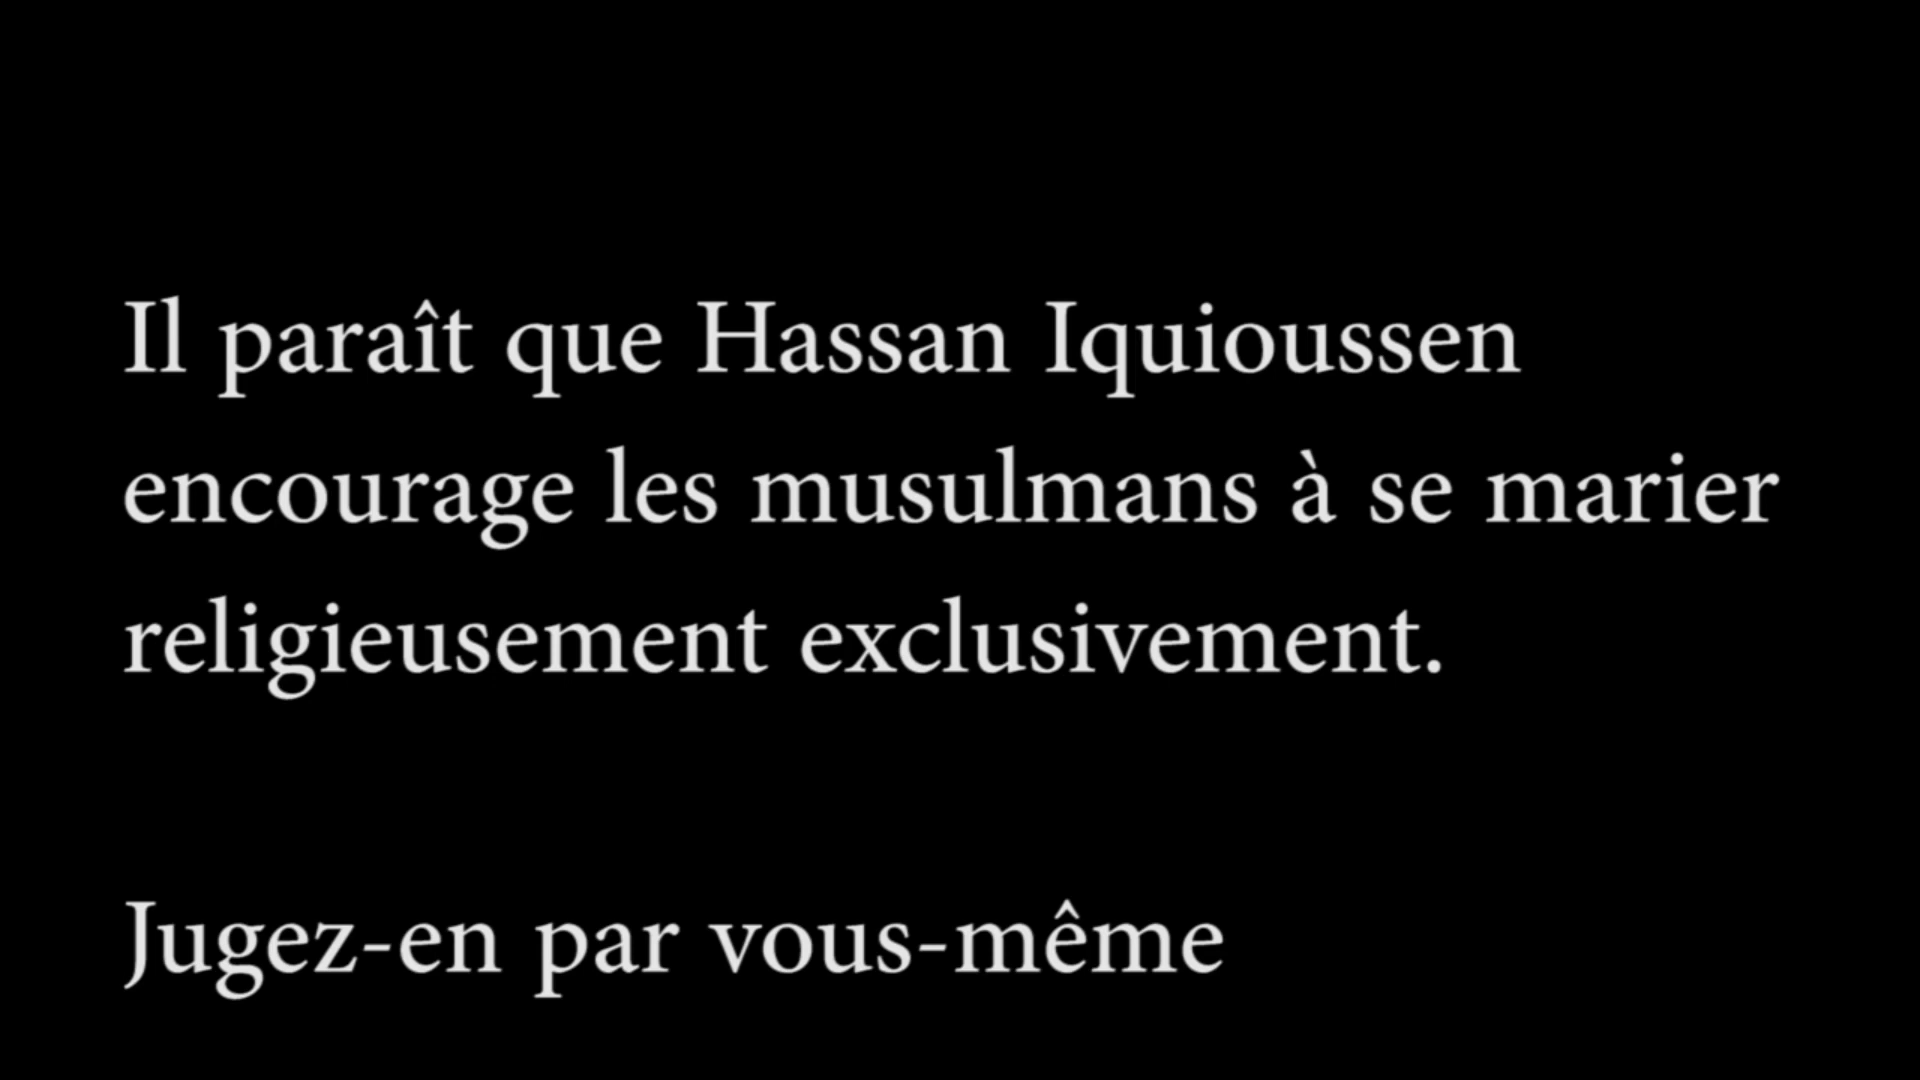 Il paraît que Hassan Iquioussen
encourage les musulmans à se marier
religieusement exclusivement.
Jugez-en par vous-même